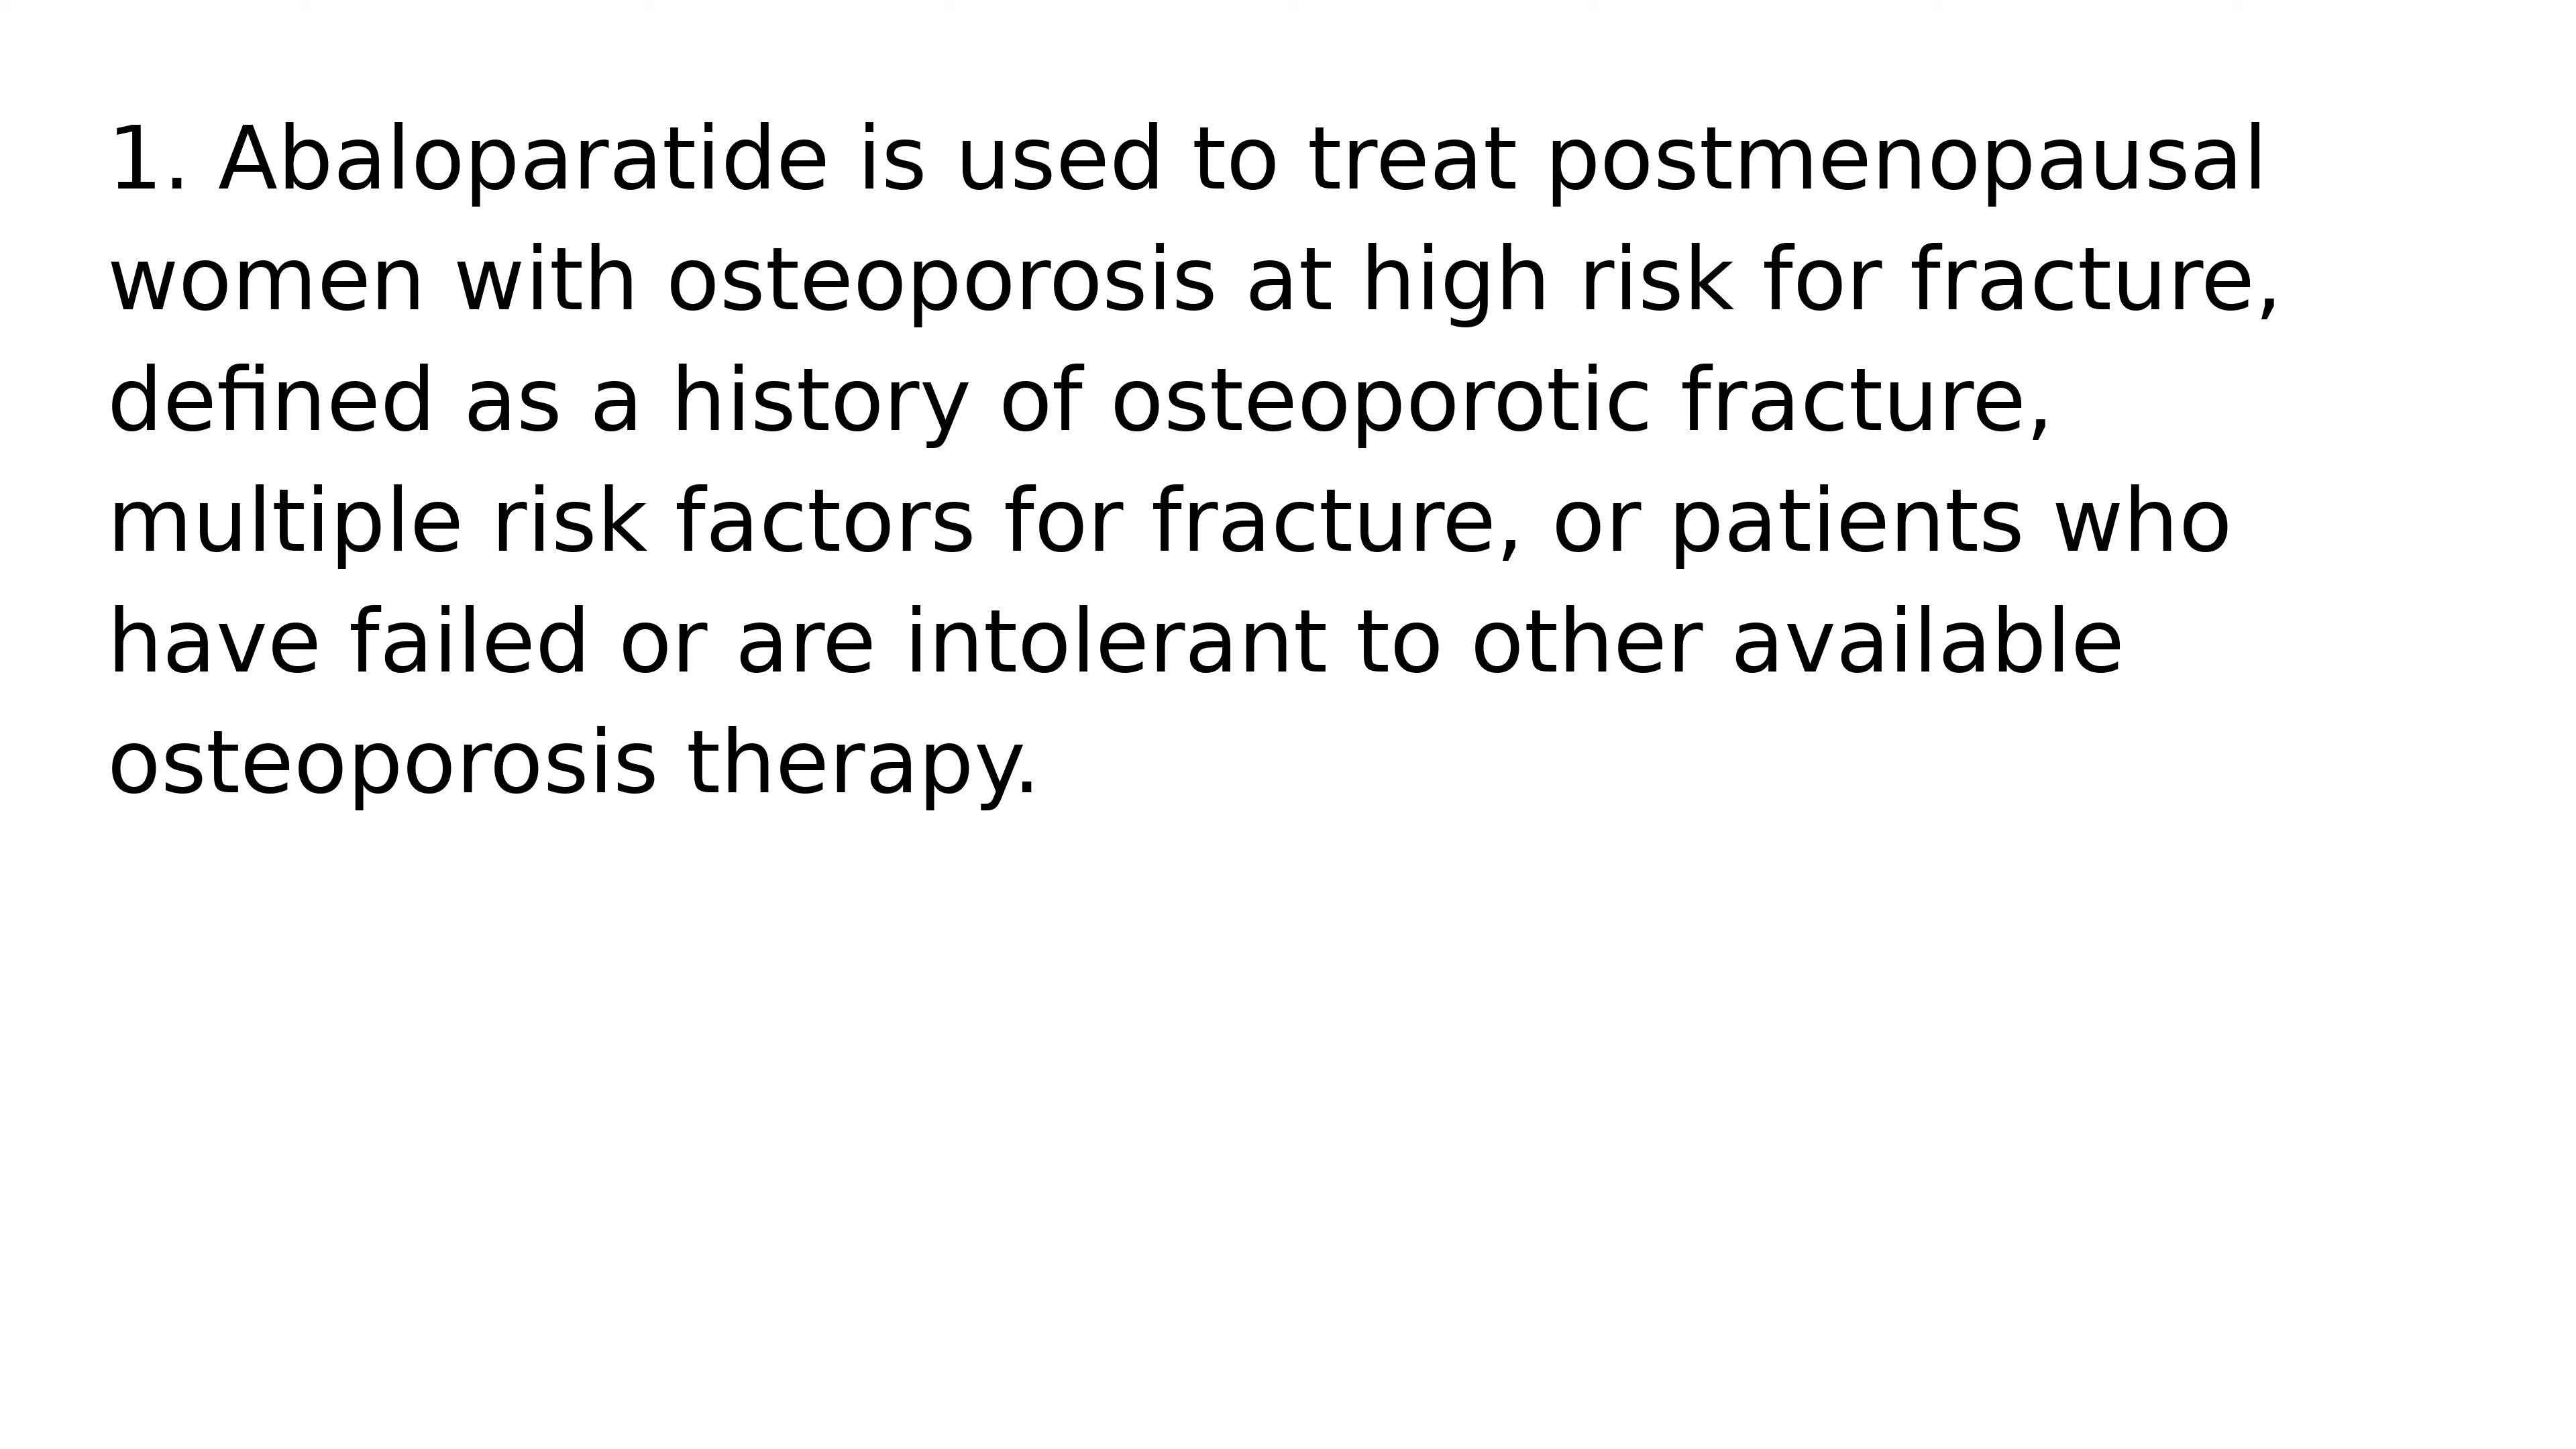 1. Abaloparatide is used to treat postmenopausal
women with osteoporosis at high risk for fracture,
defined as a history of osteoporotic fracture,
multiple risk factors for fracture, or patients who
have failed or are intolerant to other available
osteoporosis therapy.